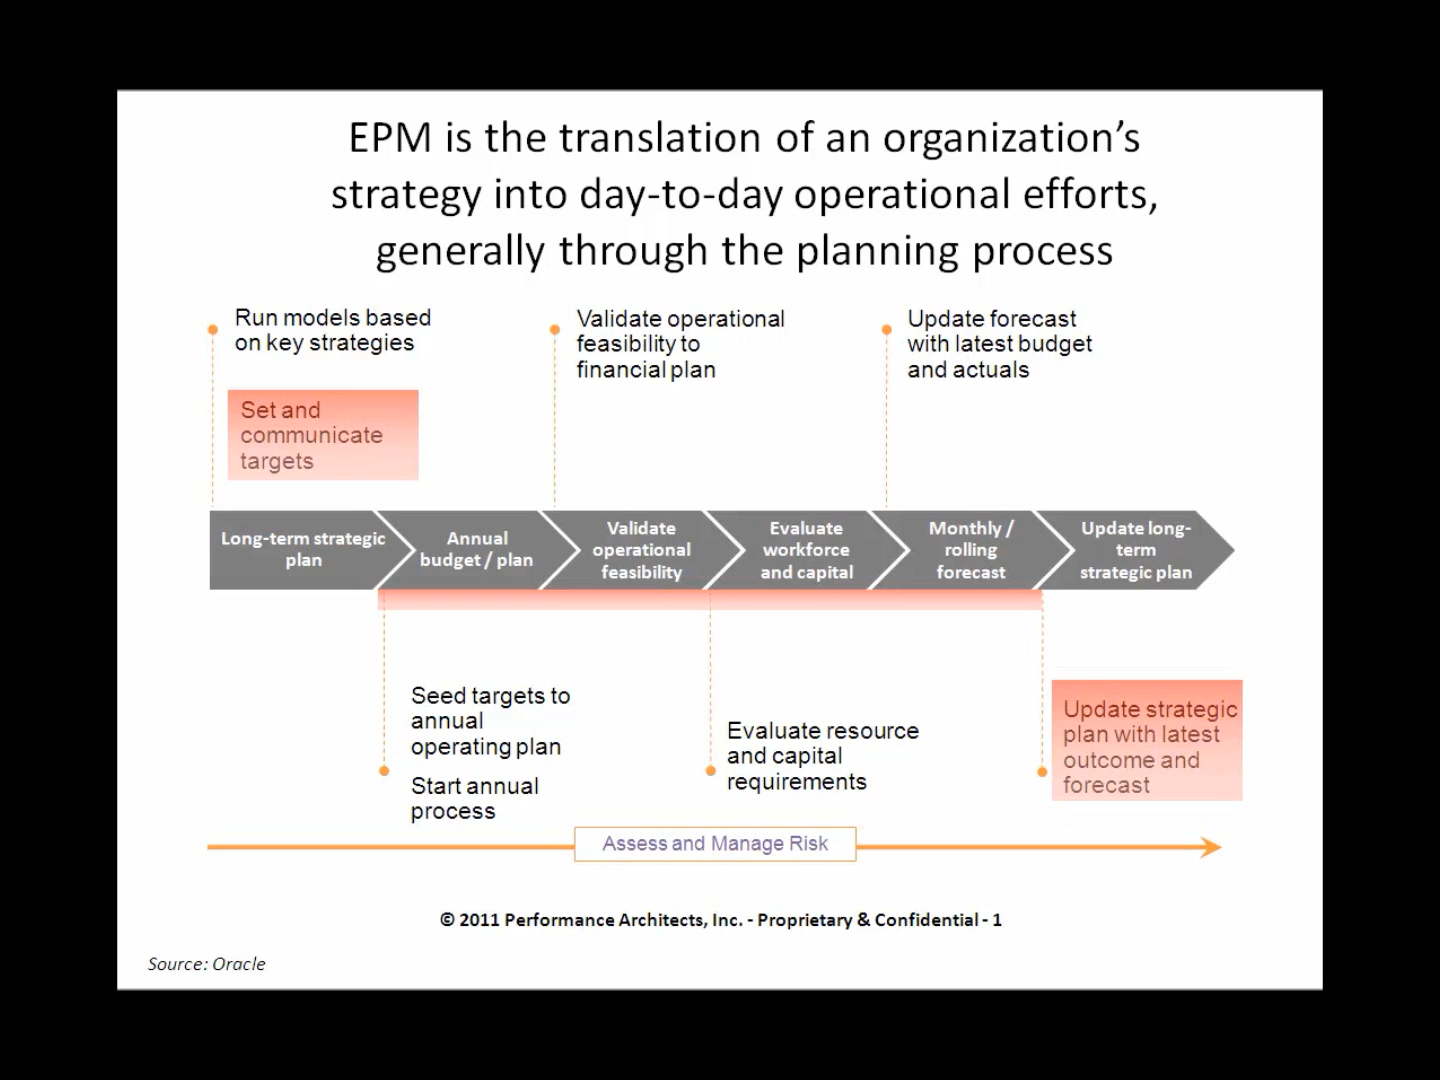 EPM is the translation of an organization’s
strategy into day-to-day operational efforts,
generally through the planning process
Run models based
on key strategies
Set and
communicate
targets
Validate operational
feasibility to
financial plan
Update forecast
with latest budget
and actuals
Long-term strategic
plan
Annual
budget / plan
Validate
operational
feasibility
Evaluate
workforce
and capital
Monthly /
rolling
forecast
Update long-
term
strategic plan
Seed targets to
annual
operating plan
Start annual
process
Evaluate resource
and capital
requirements
Update strategic
plan with latest
outcome and
forecast
Assess and Manage Risk
© 2011 Performance Architects, Inc. - Proprietary & Confidential - 1
Source: Oracle